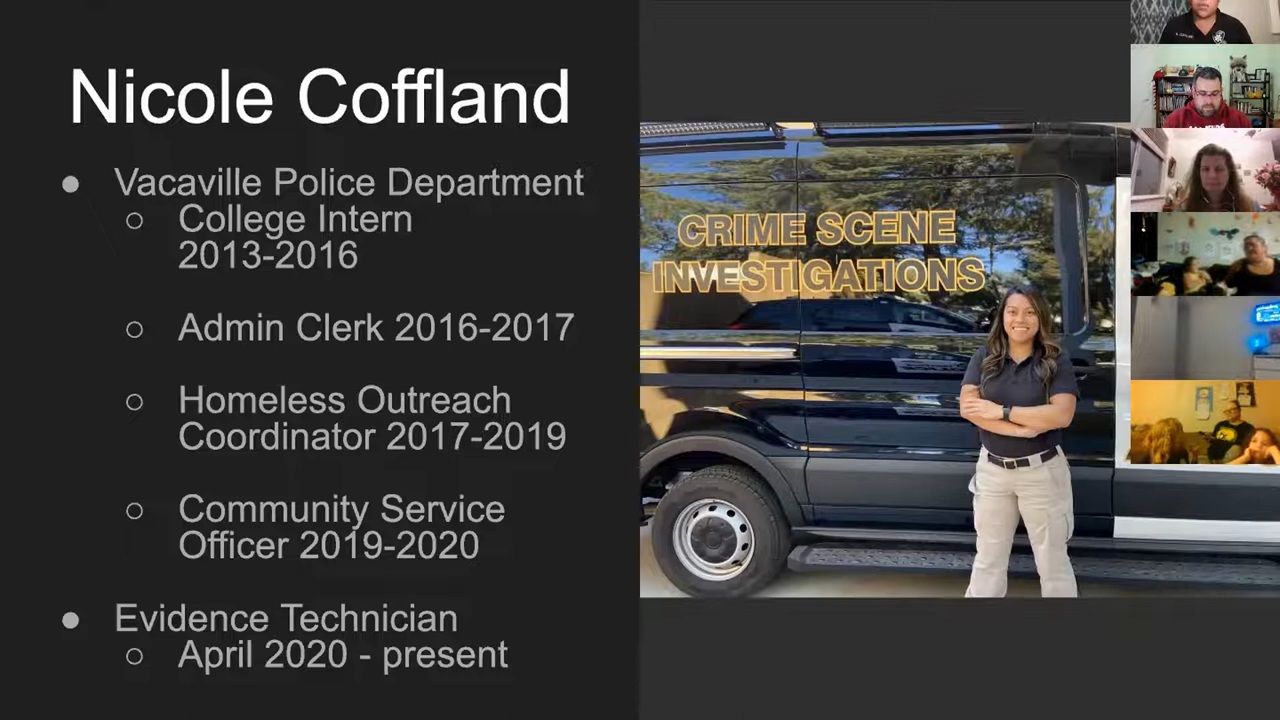 Nicole Coffland
Vacaville Police Department
College Intern
2013-2016
Admin Clerk 2016-2017
Homeless Outreach
Coordinator 2017-2019
Community Service
Officer 2019-2020
Evidence Technician
April 2020 - present
CRIME SCENE
INVESTIGATIONS